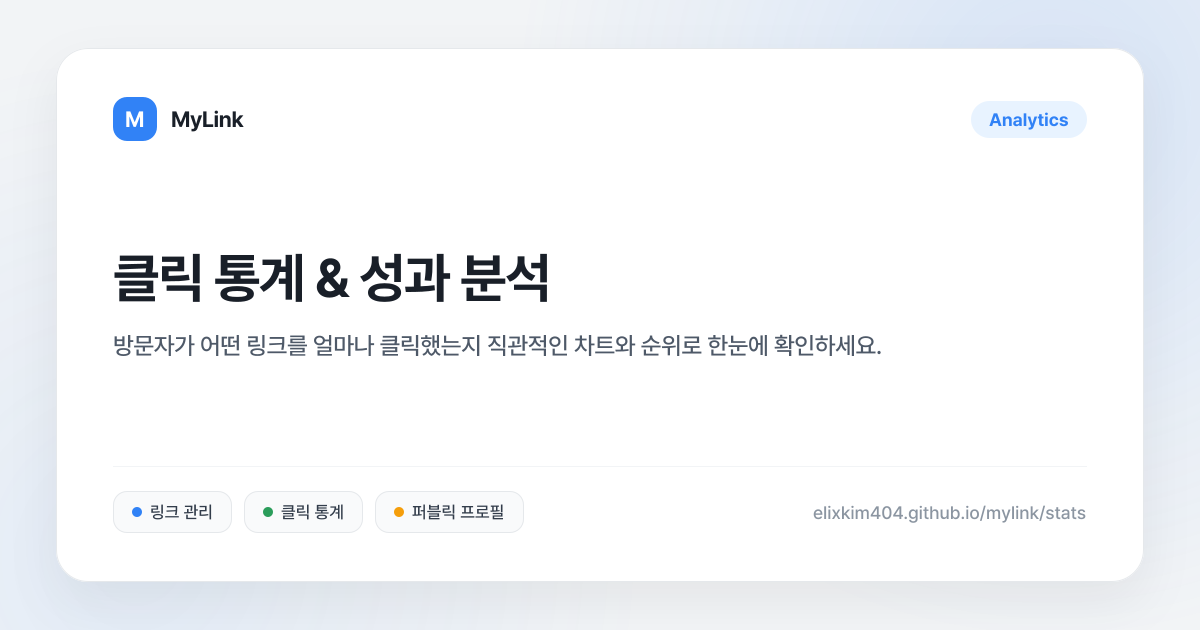 M MyLink
Analytics
클릭 통계 & 성과 분석
방문자가 어떤 링크를 얼마나 클릭했는지 직관적인 차트와 순위로 한눈에 확인하세요.
링크 관리
클릭 통계
퍼블릭 프로필
elixkim404.github.io/mylink/stats